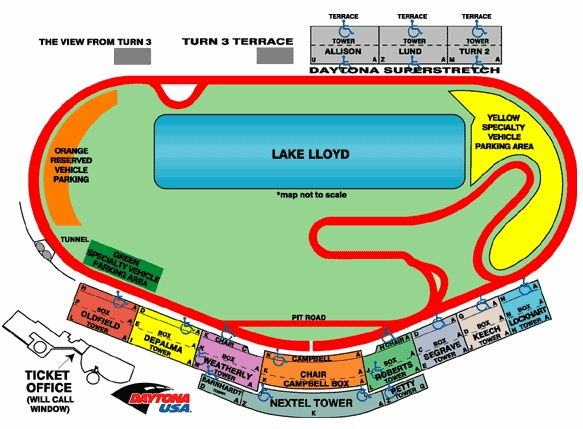 TERRACE TERRACE TERRACE
TOWER TOWER TOWER
ALLISON LUND TURN 2
U A Z A M A
DAYTONA SUPERSTRETCH
THE VIEW FROM TURN 3
TURN 3 TERRACE
YELLOW
SPECIALTY
VEHICLE
PARKING AREA
ORANGE
RESERVED
VEHICLE
PARKING
LAKE LLOYD
*map not to scale
TUNNEL
GREEN
SPECIALTY VEHICLE
PARKING AREA
PIT ROAD
BOX
OLDFIELD
TOWER
BOX
DEPALMA
TOWER
CHAIR
BOX
WEATHERLY
TOWER
CAMPBELL
CHAIR
CAMPBELL BOX
CHAIR
BOX
ROBERTS
TOWER
BOX
SEGRAVE
TOWER
BOX
KEECH
TOWER
BOX
LOCKHART
TOWER
EARNHARDT
TOWER
NEXTEL TOWER
K A
PETTY
TOWER
TICKET
OFFICE
(WILL CALL
WINDOW)
DAYTONA
USA